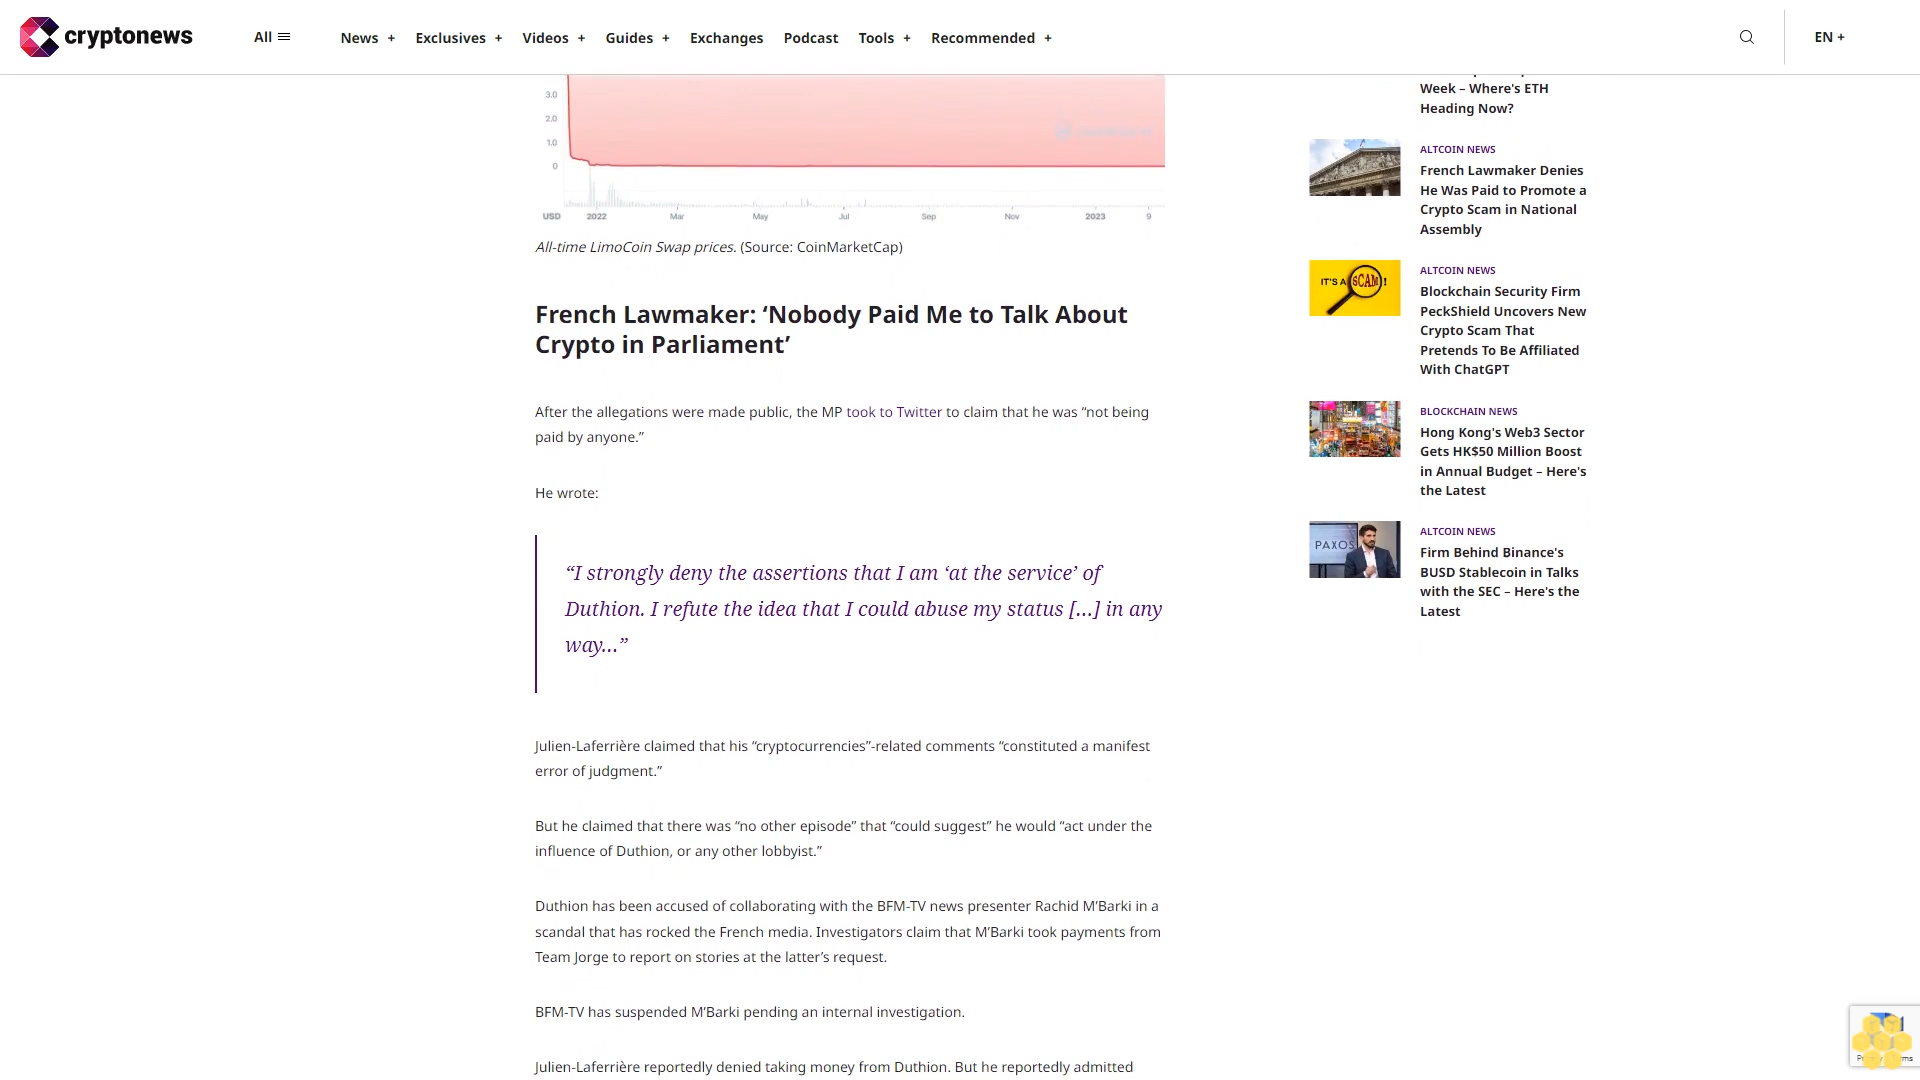 cryptonews
All
News +
Exclusives +
Videos +
Guides +
Exchanges
Podcast
Tools +
Recommended +
EN +
3.0
2.0
1.0
0
USD
2022
Mar
May
Jul
Sep
Nov
2023
9
All-time LimoCoin Swap prices. (Source: CoinMarketCap)
French Lawmaker: ‘Nobody Paid Me to Talk About
Crypto in Parliament’
After the allegations were made public, the MP took to Twitter to claim that he was “not being
paid by anyone.”
He wrote:
“I strongly deny the assertions that I am ‘at the service’ of
Duthion. I refute the idea that I could abuse my status […] in any
way…”
Julien-Laferrière claimed that his “cryptocurrencies”-related comments “constituted a manifest
error of judgment.”
But he claimed that there was “no other episode” that “could suggest” he would “act under the
influence of Duthion, or any other lobbyist.”
Duthion has been accused of collaborating with the BFM-TV news presenter Rachid M’Barki in a
scandal that has rocked the French media. Investigators claim that M’Barki took payments from
Team Jorge to report on stories at the latter’s request.
BFM-TV has suspended M’Barki pending an internal investigation.
Julien-Laferrière reportedly denied taking money from Duthion. But he reportedly admitted
Week – Where's ETH
Heading Now?
ALTCOIN NEWS
French Lawmaker Denies
He Was Paid to Promote a
Crypto Scam in National
Assembly
IT'S A SCAM!
ALTCOIN NEWS
Blockchain Security Firm
PeckShield Uncovers New
Crypto Scam That
Pretends To Be Affiliated
With ChatGPT
BLOCKCHAIN NEWS
Hong Kong's Web3 Sector
Gets HK$50 Million Boost
in Annual Budget – Here's
the Latest
PAXOS
ALTCOIN NEWS
Firm Behind Binance's
BUSD Stablecoin in Talks
with the SEC – Here's the
Latest